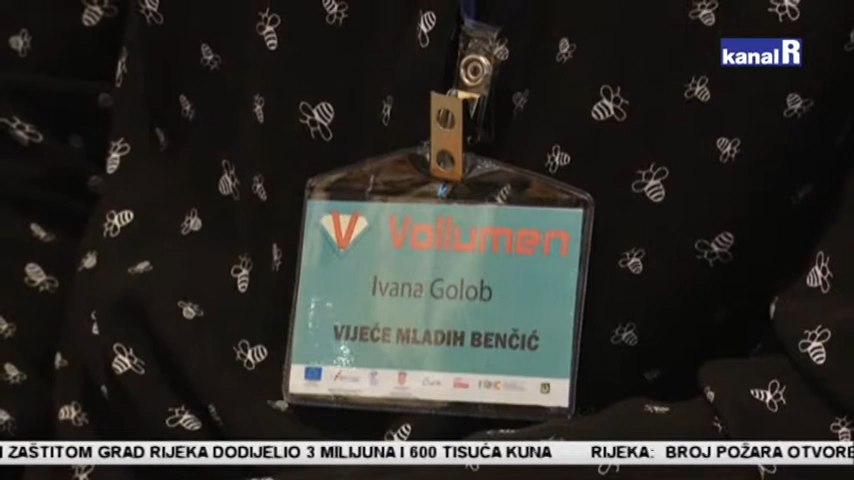 kanal R
V Vollumen
Ivana Golob
VIJEĆE MLADIH BENČIĆ
I ZAŠTITOM GRAD RIJEKA DODIJELIO 3 MILIJUNA I 600 TISUĆA KUNA RIJEKA: BROJ POŽARA OTVORE